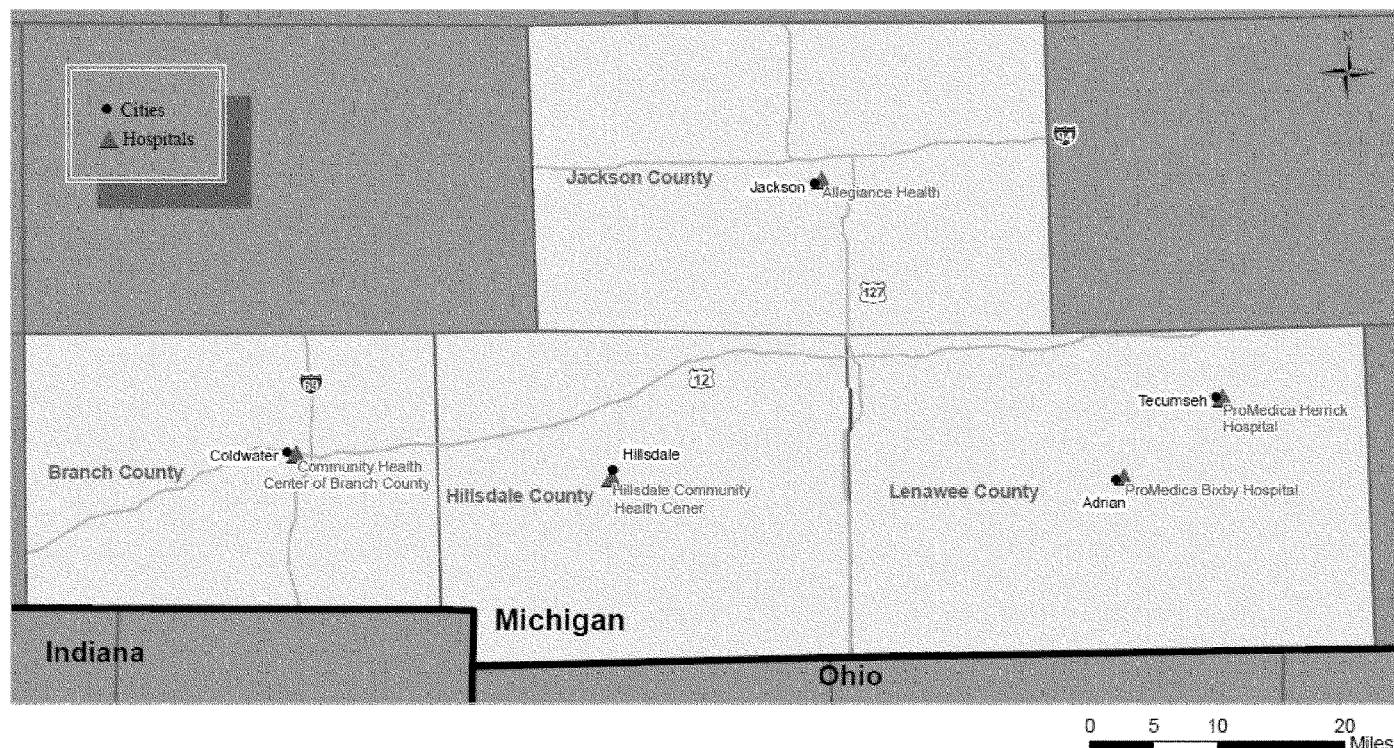 N
Cities
Hospitals
94
Jackson County
Jackson
Allegiance Health
127
12
69
Tecumseh
ProMedica Herrick
Hospital
Coldwater
Community Health
Center of Branch County
Branch County
Hillsdale
Hillsdale County
Hillsdale Community
Health Cener
Lenawee County
ProMedica Bixby Hospital
Adrian
Michigan
Indiana
Ohio
0 5 10 20
Miles